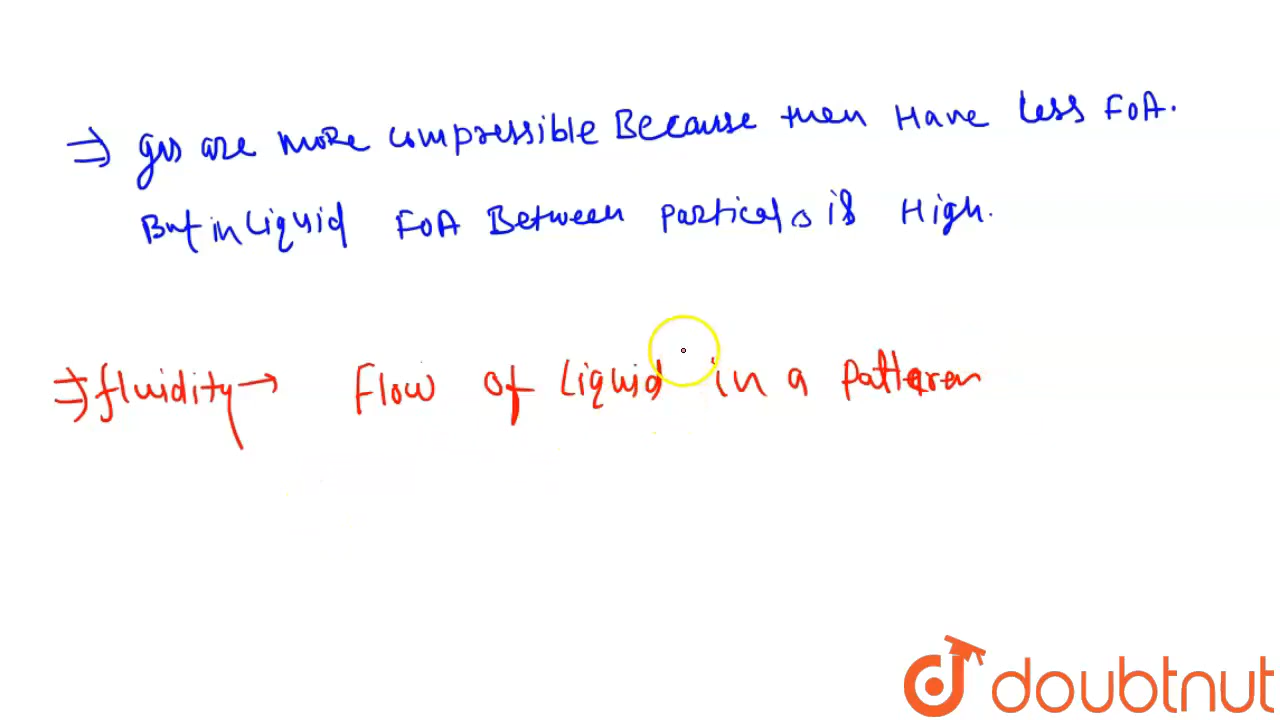 ⇒ gas are more compressible Because then Have less FOA.
But in Liquid FOA Between particals is High.
⇒ fluidity → Flow of Liquid in a pattern
doubtnut